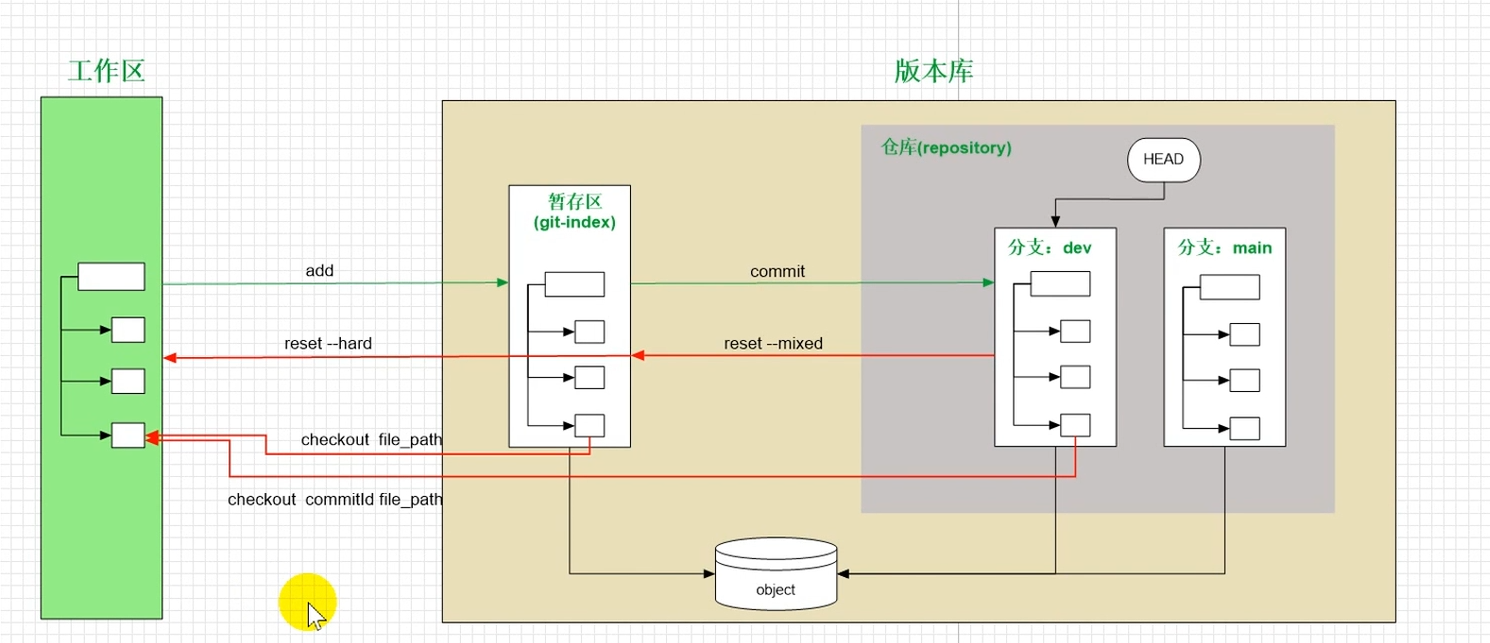 工作区
版本库
仓库(repository)
HEAD
暂存区
(git-index)
分支：dev
分支：main
add
commit
reset --hard
reset --mixed
checkout file_path
checkout commitId file_path
object